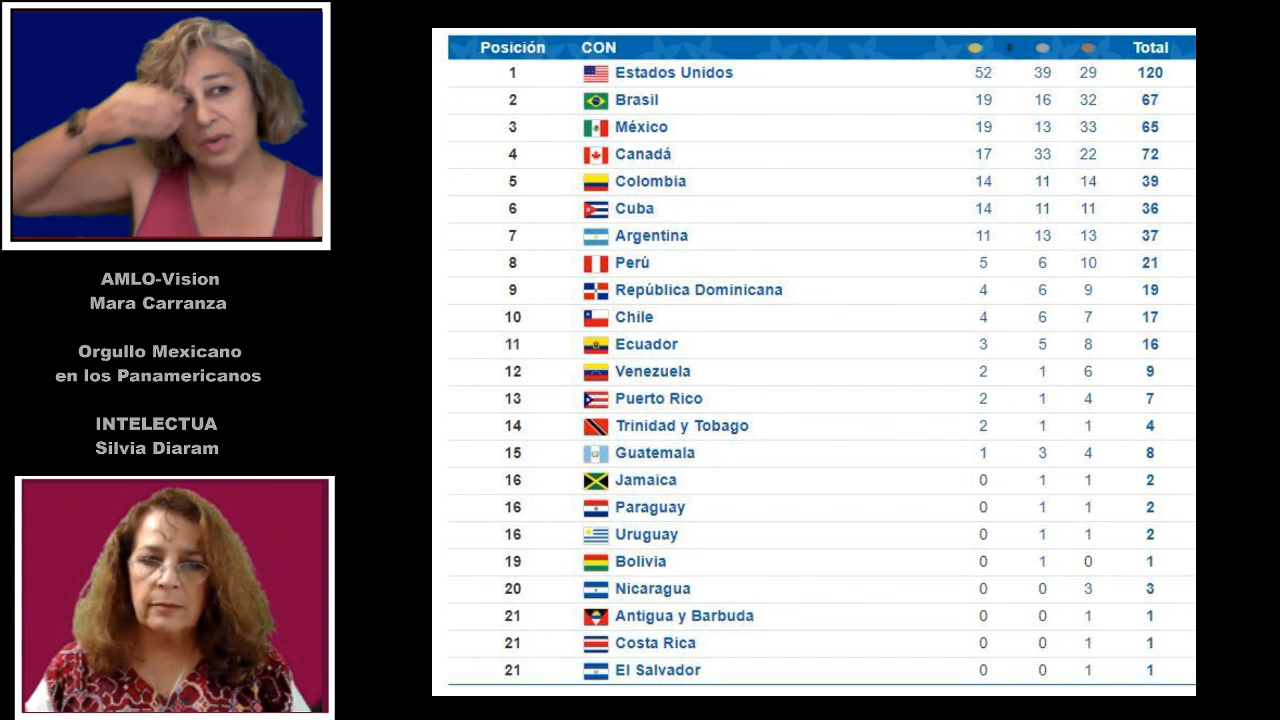 AMLO-Vision
Mara Carranza
Orgullo Mexicano
en los Panamericanos
INTELECTUA
Silvia Diaram
Posición CON Total
1 Estados Unidos 52 39 29 120
2 Brasil 19 16 32 67
3 México 19 13 33 65
4 Canadá 17 33 22 72
5 Colombia 14 11 14 39
6 Cuba 14 11 11 36
7 Argentina 11 13 13 37
8 Perú 5 6 10 21
9 República Dominicana 4 6 9 19
10 Chile 4 6 7 17
11 Ecuador 3 5 8 16
12 Venezuela 2 1 6 9
13 Puerto Rico 2 1 4 7
14 Trinidad y Tobago 2 1 1 4
15 Guatemala 1 3 4 8
16 Jamaica 0 1 1 2
16 Paraguay 0 1 1 2
16 Uruguay 0 1 1 2
19 Bolivia 0 1 0 1
20 Nicaragua 0 0 3 3
21 Antigua y Barbuda 0 0 1 1
21 Costa Rica 0 0 1 1
21 El Salvador 0 0 1 1